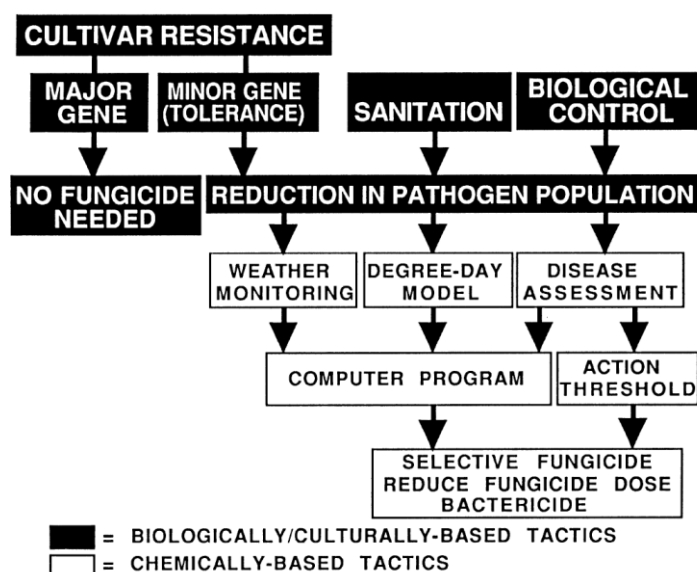 CULTIVAR RESISTANCE
MAJOR
GENE
MINOR GENE
(TOLERANCE)
SANITATION
BIOLOGICAL
CONTROL
NO FUNGICIDE
NEEDED
REDUCTION IN PATHOGEN POPULATION
WEATHER
MONITORING
DEGREE-DAY
MODEL
DISEASE
ASSESSMENT
COMPUTER PROGRAM
ACTION
THRESHOLD
SELECTIVE FUNGICIDE
REDUCE FUNGICIDE DOSE
BACTERICIDE
= BIOLOGICALLY/CULTURALLY-BASED TACTICS
= CHEMICALLY-BASED TACTICS